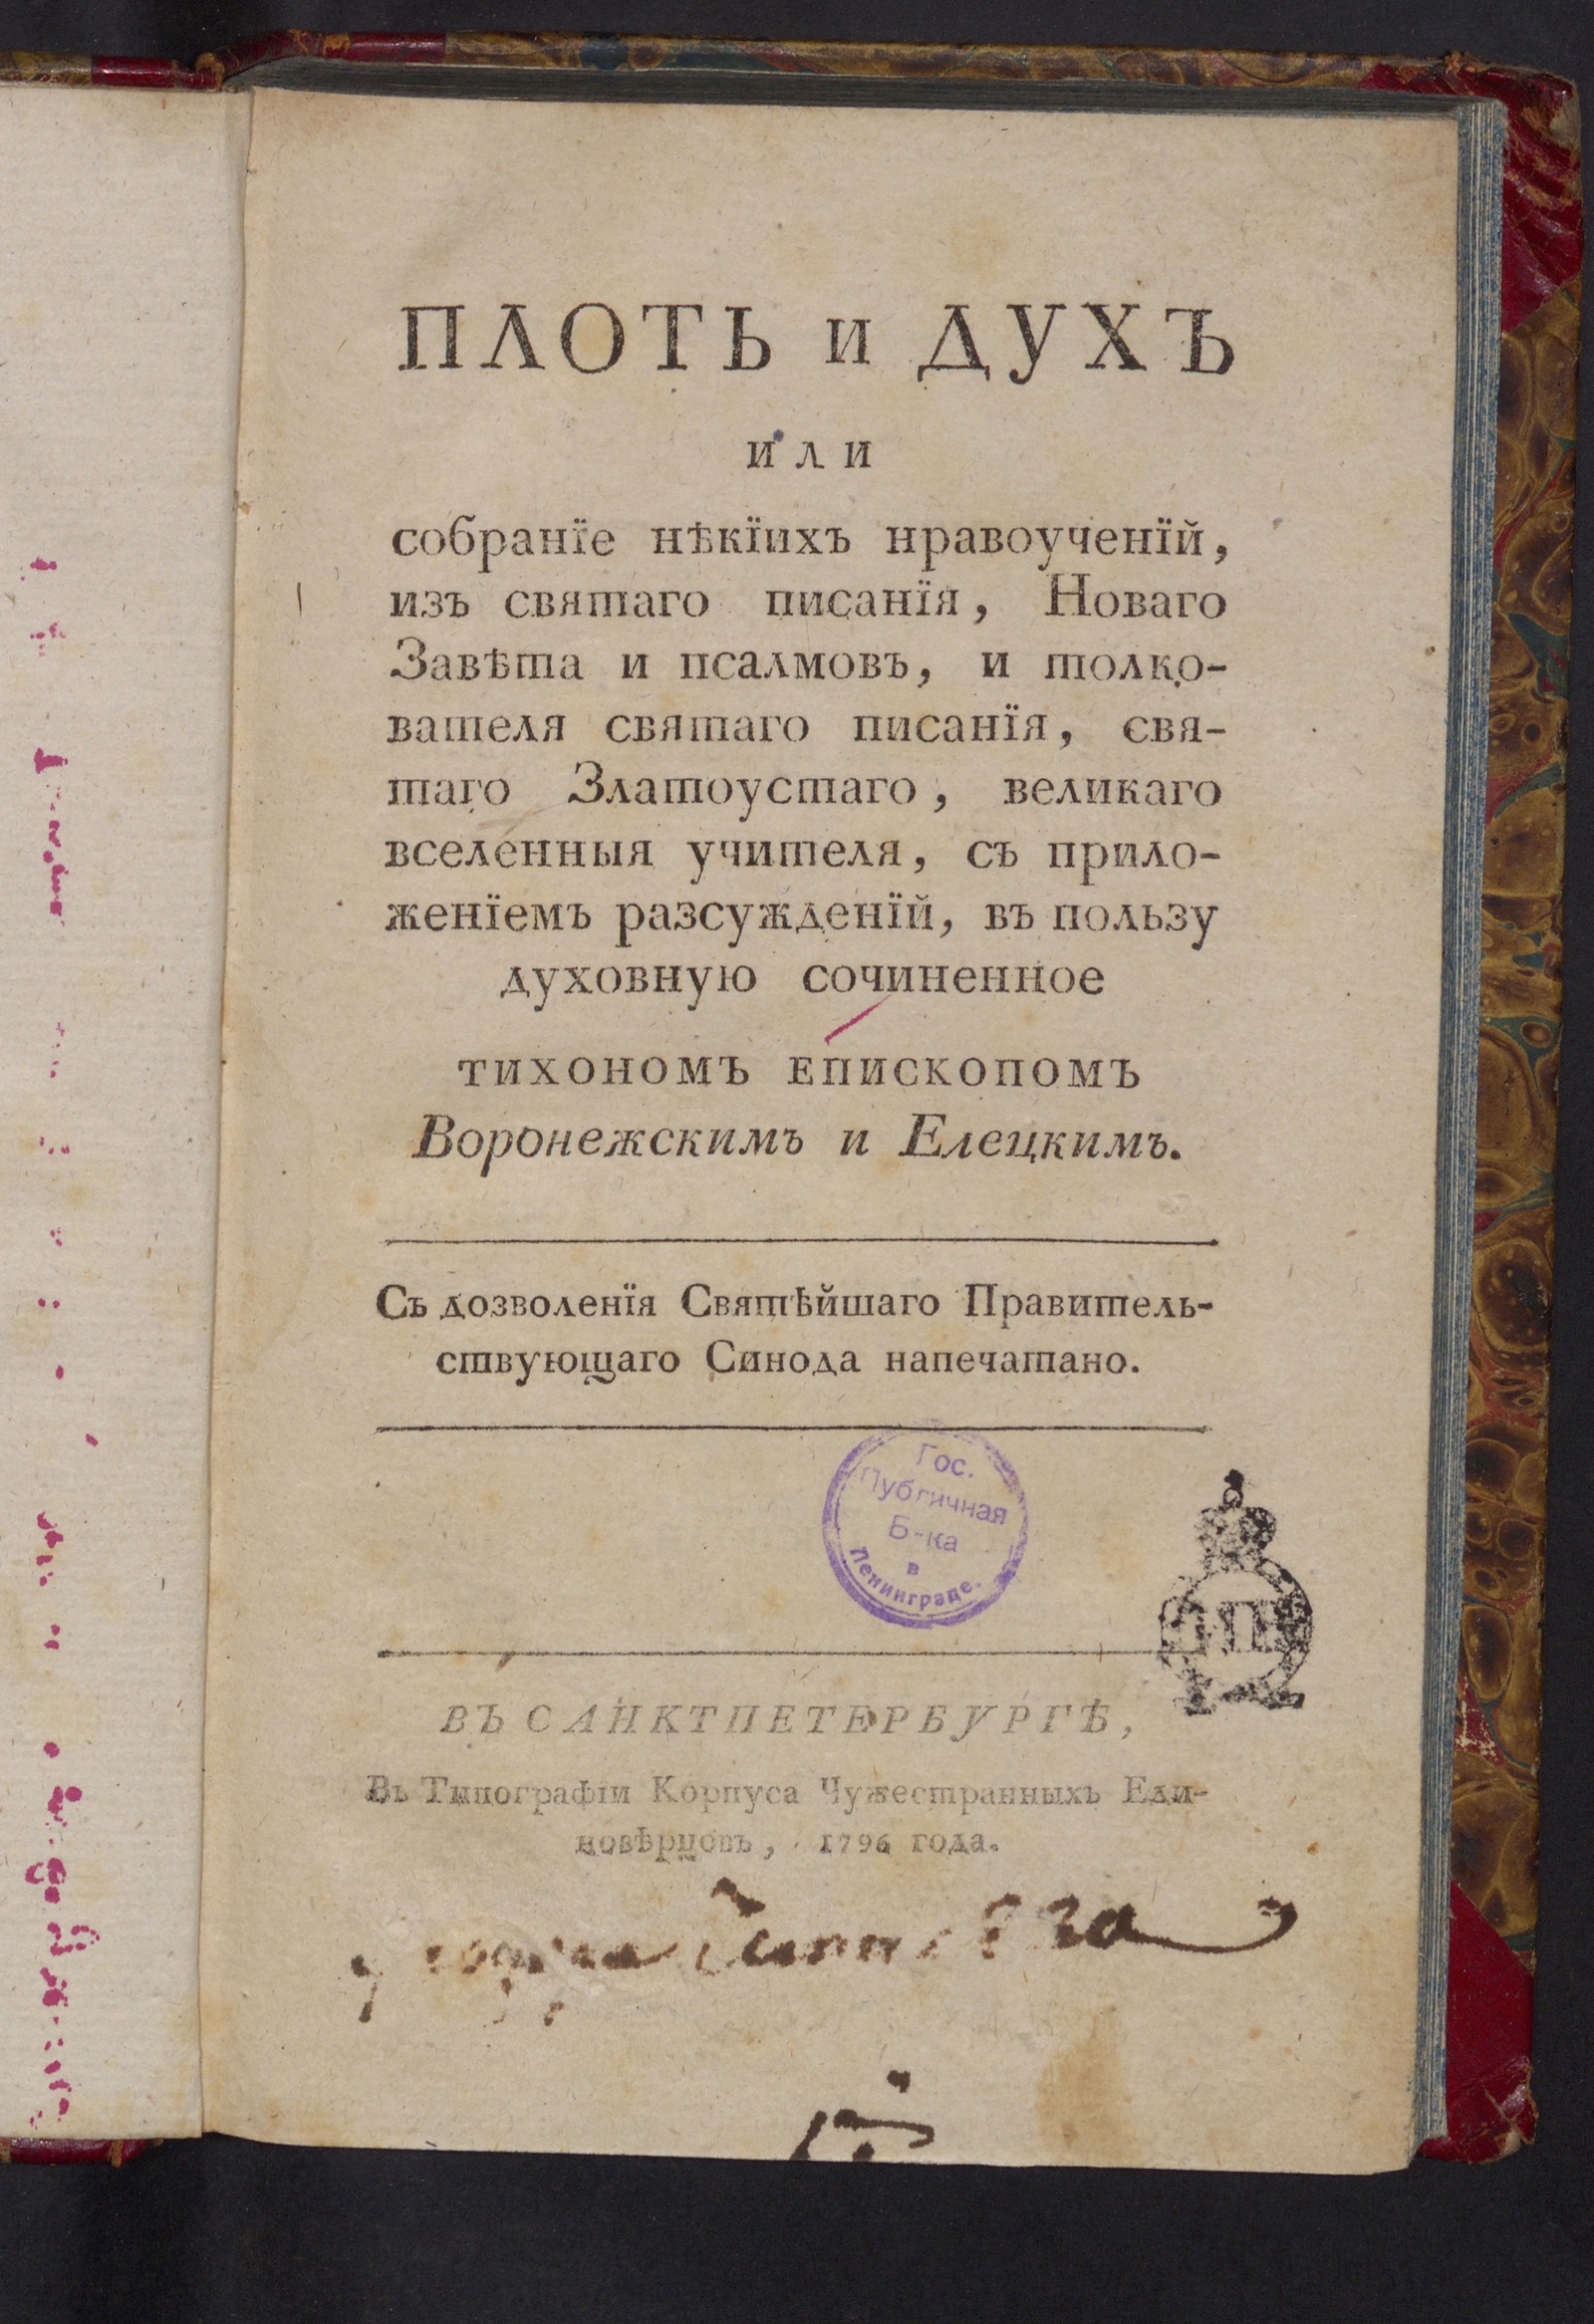 ПЛОТЬ и ДУХЪ
или
собранїе нѣкїихъ нравоученїй,
изъ святаго писанїя, Новаго
Завѣта и псалмовъ, и толко-
вателя святаго писанїя, свя-
таго Златоустаго, великаго
вселенныя учителя, съ прило-
женїемъ разсужденїй, въ пользу
духовную сочиненное
тихономъ епископомъ
Воронежскимъ и Елецкимъ.
Съ дозволенїя Святѣйшаго Правитель-
ствующаго Синода напечатано.
Гос.
Публичная
Б-ка
в
Ленинграде.
ВЪ САНКТПЕТЕРБУРГѢ,
Въ Типографїи Корпуса Чужестранныхъ Еди-
новѣрцовъ, 1796 года.